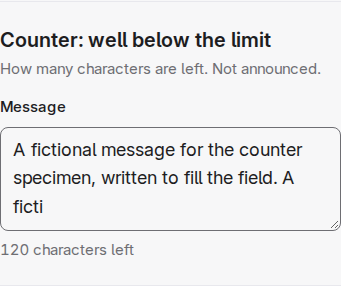 Counter: well below the limit
How many characters are left. Not announced.
Message
A fictional message for the counter
specimen, written to fill the field. A
ficti
120 characters left